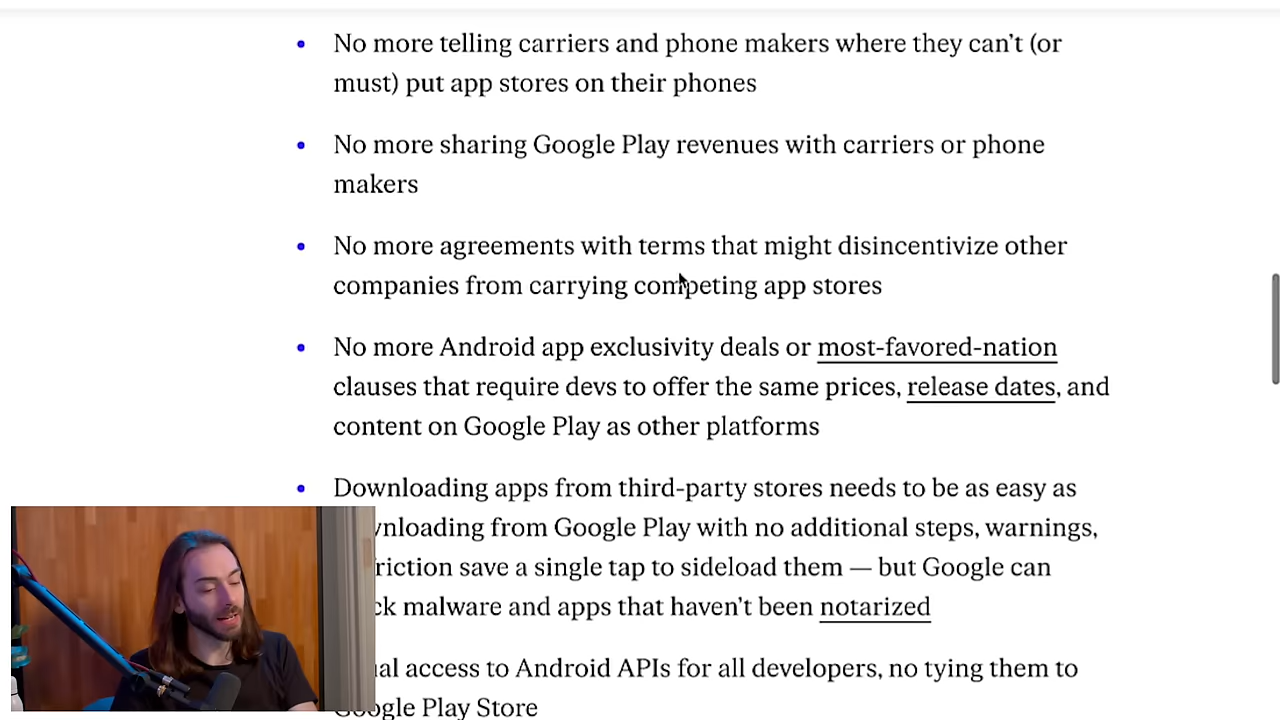 No more telling carriers and phone makers where they can’t (or
must) put app stores on their phones
No more sharing Google Play revenues with carriers or phone
makers
No more agreements with terms that might disincentivize other
companies from carrying competing app stores
No more Android app exclusivity deals or most-favored-nation
clauses that require devs to offer the same prices, release dates, and
content on Google Play as other platforms
Downloading apps from third-party stores needs to be as easy as
wnloading from Google Play with no additional steps, warnings,
riction save a single tap to sideload them — but Google can
ck malware and apps that haven’t been notarized
al access to Android APIs for all developers, no tying them to
Google Play Store